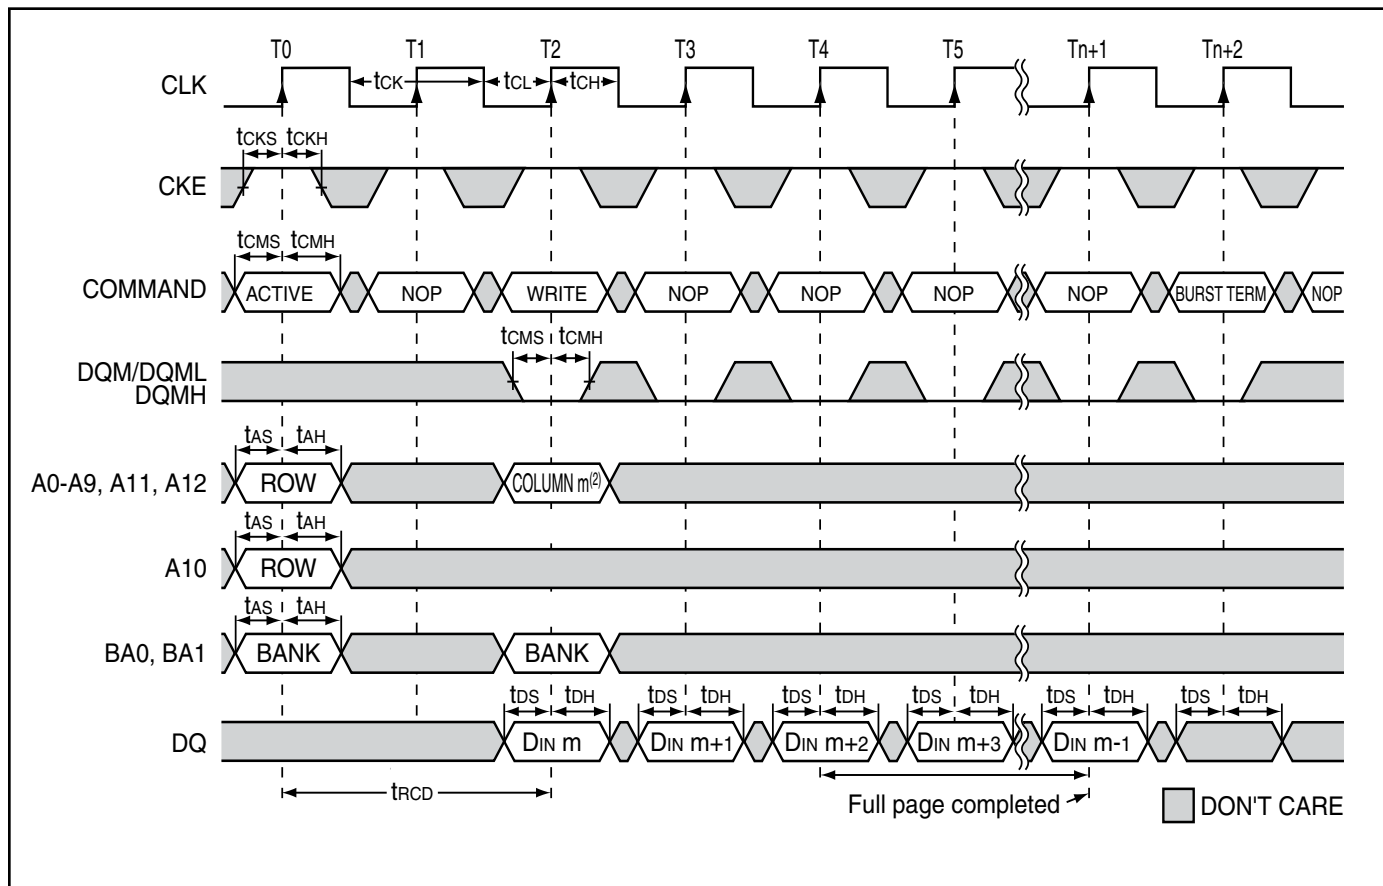 T0 T1 T2 T3 T4 T5 Tn+1 Tn+2
CLK tCK tCL tCH
tCKS tCKH
CKE
tCMS tCMH
COMMAND ACTIVE NOP WRITE NOP NOP NOP NOP BURST TERM NOP
tCMS tCMH
DQM/DQML
DQMH
tAS tAH
A0-A9, A11, A12 ROW COLUMN m(2)
tAS tAH
A10 ROW
tAS tAH
BA0, BA1 BANK BANK
tDS tDH tDS tDH tDS tDH tDS tDH tDS tDH tDS tDH
DQ DIN m DIN m+1 DIN m+2 DIN m+3 DIN m-1
tRCD
Full page completed
DON'T CARE